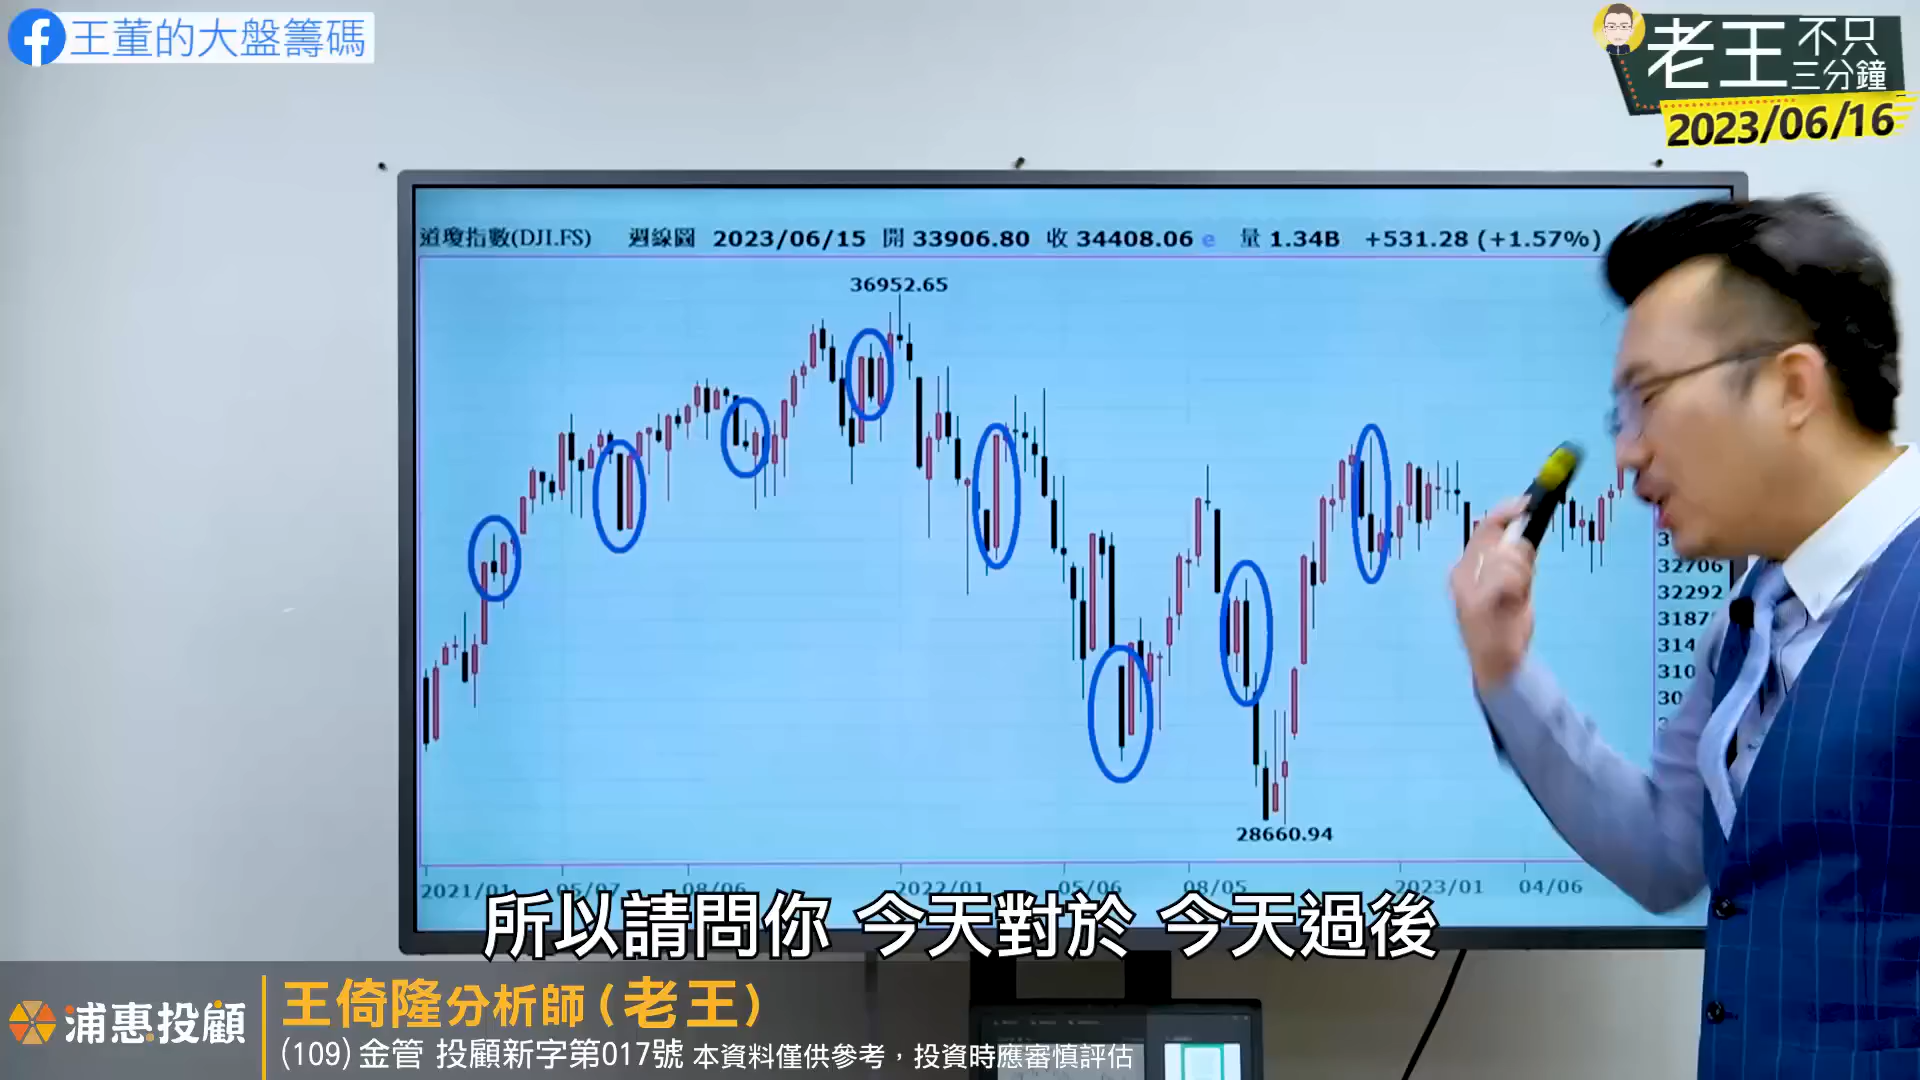 王董的大盤籌碼
老王不只三分鐘
2023/06/16
道瓊指數(DJI.FS) 週線圖 2023/06/15 開 33906.80 收 34408.06 e 量 1.34B +531.28 (+1.57%)
36952.65
32706
32292
28660.94
2021/01 05/07 08/06 2022/01 05/06 08/05 2023/01 04/06
所以請問你 今天對於 今天過後
浦惠投顧
王倚隆分析師(老王)
(109)金管 投顧新字第017號 本資料僅供參考，投資時應審慎評估